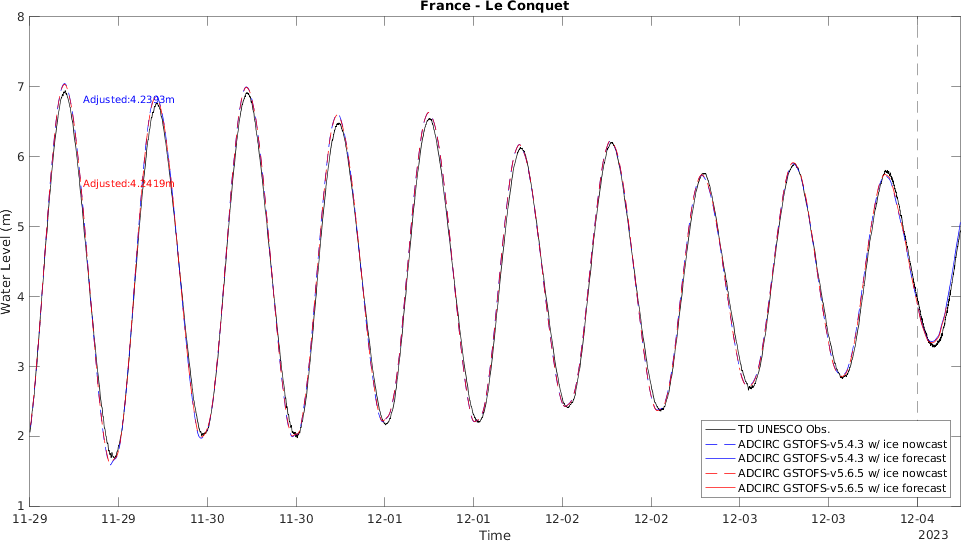 France - Le Conquet
8
7
6
5
4
3
2
1
Water Level (m)
Adjusted:4.2393m
Adjusted:4.2419m
TD UNESCO Obs.
ADCIRC GSTOFS-v5.4.3 w/ ice nowcast
ADCIRC GSTOFS-v5.4.3 w/ ice forecast
ADCIRC GSTOFS-v5.6.5 w/ ice nowcast
ADCIRC GSTOFS-v5.6.5 w/ ice forecast
11-29 11-29 11-30 11-30 12-01 12-01 12-02 12-02 12-03 12-03 12-04
Time
2023